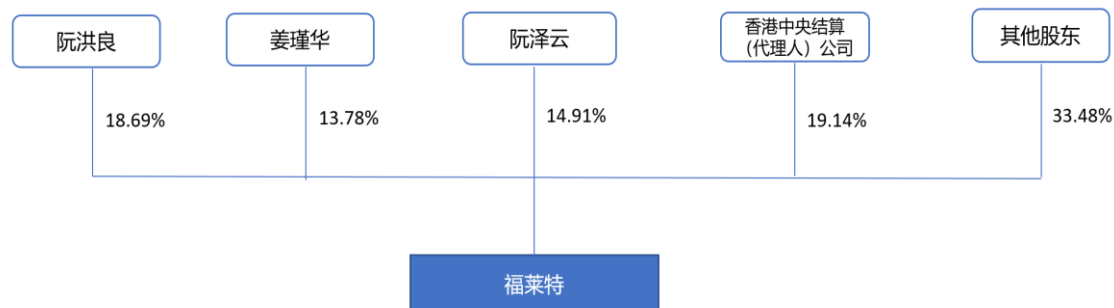 阮洪良
姜瑾华
阮泽云
香港中央结算
（代理人）公司
其他股东
18.69%
13.78%
14.91%
19.14%
33.48%
福莱特